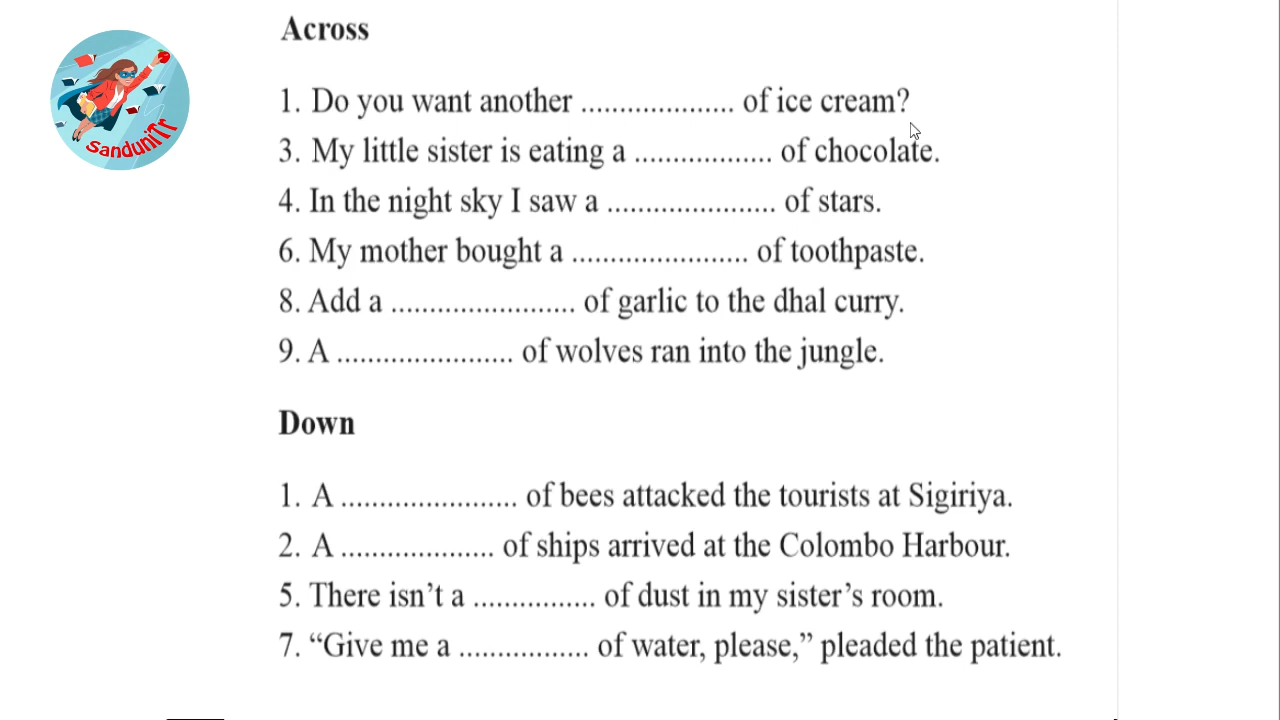 SanduniTr
Across
1. Do you want another .................... of ice cream?
3. My little sister is eating a .................. of chocolate.
4. In the night sky I saw a ...................... of stars.
6. My mother bought a ....................... of toothpaste.
8. Add a ........................ of garlic to the dhal curry.
9. A ....................... of wolves ran into the jungle.
Down
1. A ....................... of bees attacked the tourists at Sigiriya.
2. A .................... of ships arrived at the Colombo Harbour.
5. There isn’t a ................ of dust in my sister’s room.
7. “Give me a ................. of water, please,” pleaded the patient.